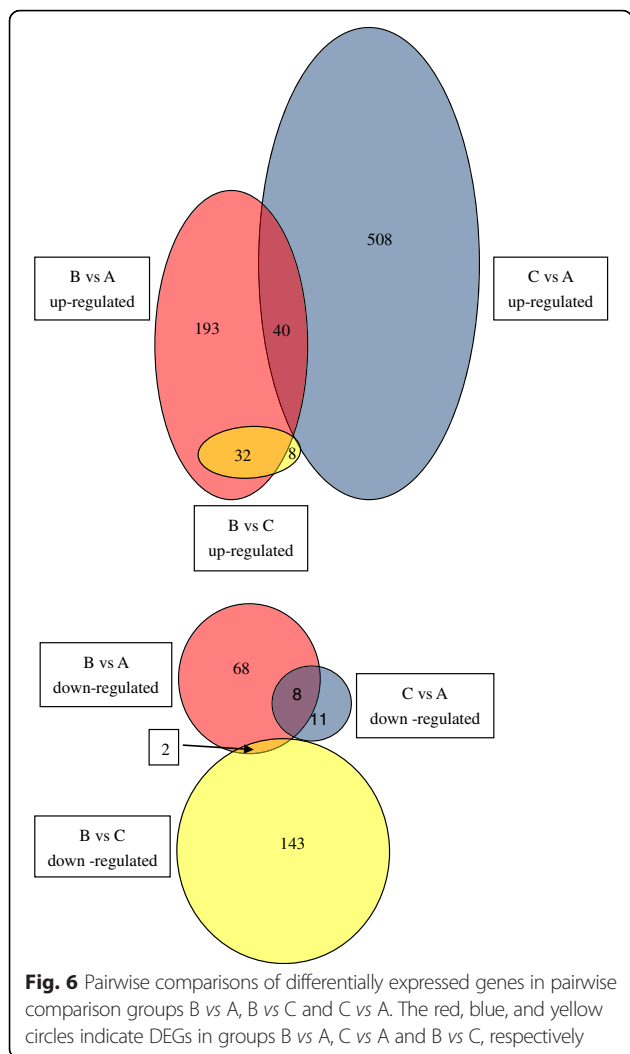 508
B vs A
up-regulated
C vs A
up-regulated
193
40
32
8
B vs C
up-regulated
B vs A
down-regulated
68
8
C vs A
down -regulated
11
2
B vs C
down -regulated
143
Fig. 6 Pairwise comparisons of differentially expressed genes in pairwise
comparison groups B vs A, B vs C and C vs A. The red, blue, and yellow
circles indicate DEGs in groups B vs A, C vs A and B vs C, respectively